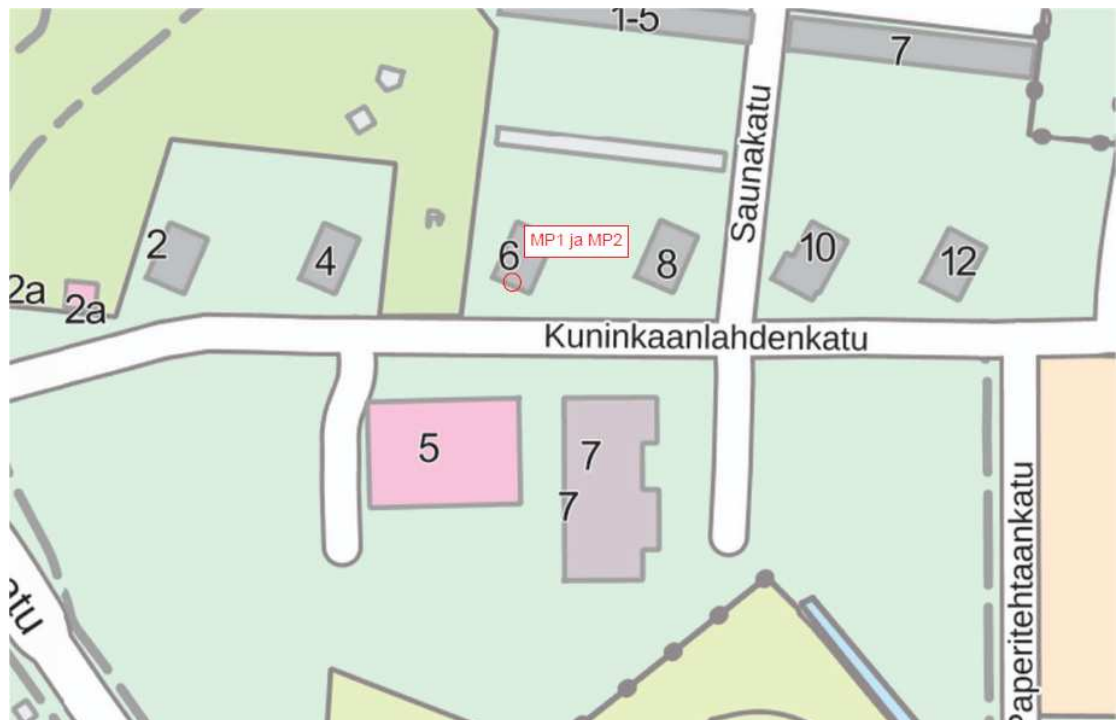 1-5
7
Saunakatu
2
4
6
MP1 ja MP2
8
10
12
2a
2a
Kuninkaanlahdenkatu
5
7
7
Paperitehtaankatu
atu